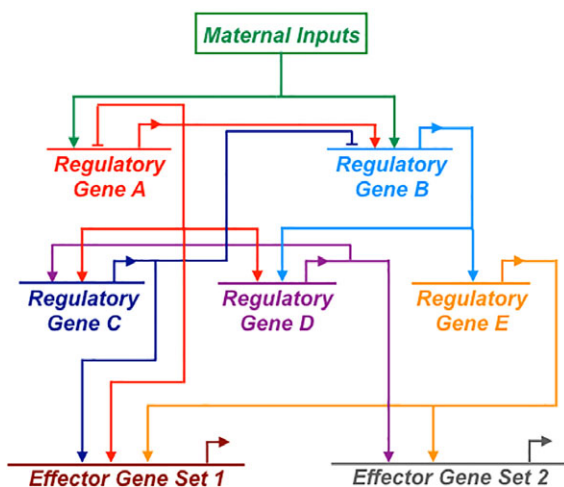 Maternal Inputs
Regulatory
Gene A
Regulatory
Gene B
Regulatory
Gene C
Regulatory
Gene D
Regulatory
Gene E
Effector Gene Set 1
Effector Gene Set 2